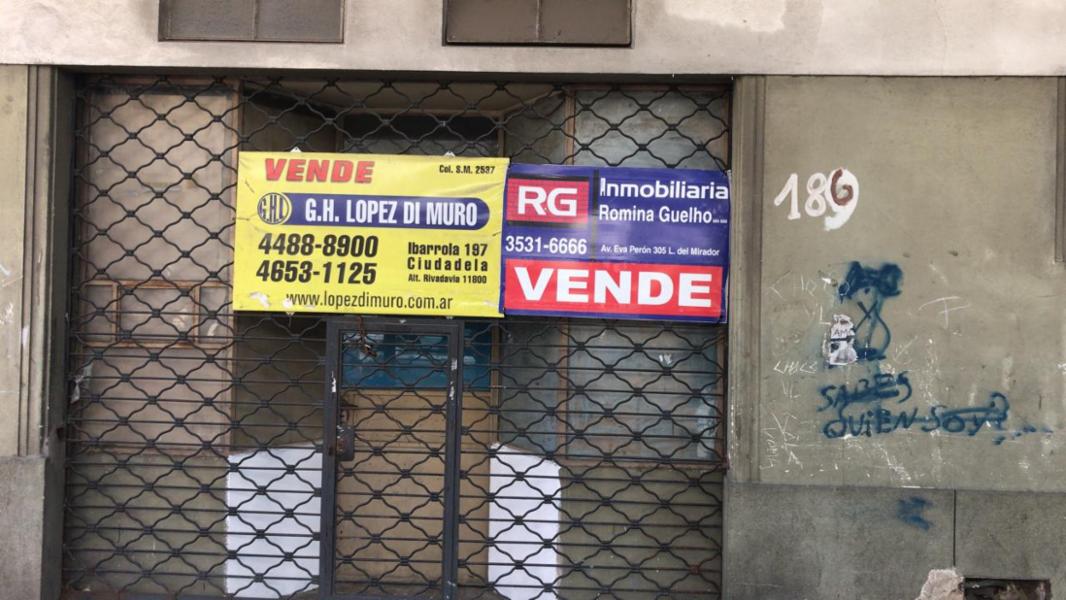 VENDE
Col. S.M. 2537
G.H.L
G.H. LOPEZ DI MURO
4488-8900
4653-1125
Ibarrola 197
Ciudadela
Alt. Rivadavia 11800
www.lopezdimuro.com.ar
RG
Inmobiliaria
Romina Guelho
3531-6666
Av. Eva Perón 305 L. del Mirador
VENDE
186
SABES
QUIEN SOY?